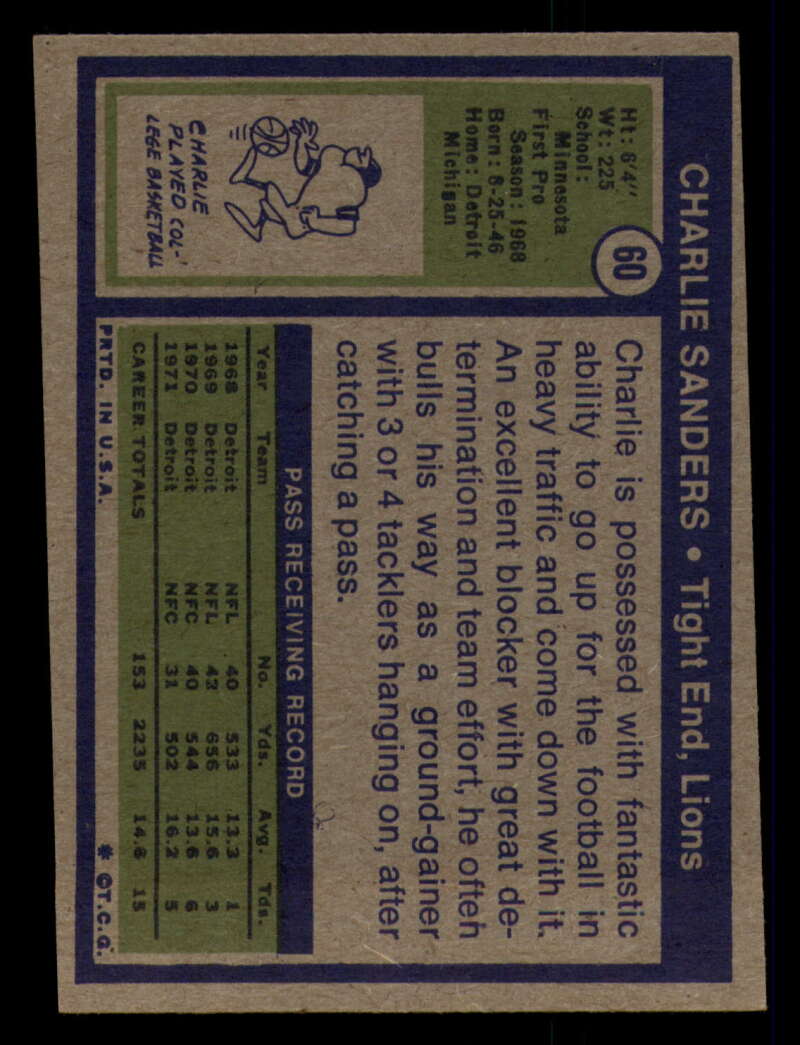 CHARLIE SANDERS • Tight End, Lions
60
Ht: 6'4"
Wt: 225
School:
Minnesota
First Pro
Season: 1968
Born: 8-25-46
Home: Detroit
Michigan
CHARLIE
PLAYED COL-
LEGE BASKETBALL
Charlie is possessed with fantastic
ability to go up for the football in
heavy traffic and come down with it.
An excellent blocker with great de-
termination and team effort, he often
bulls his way as a ground-gainer
with 3 or 4 tacklers hanging on, after
catching a pass.
PASS RECEIVING RECORD
Year Team No. Yds. Avg. Tds.
1968 Detroit NFL 40 533 13.3 1
1969 Detroit NFL 42 656 15.6 3
1970 Detroit NFC 40 544 13.6 6
1971 Detroit NFC 31 502 16.2 5
CAREER TOTALS 153 2235 14.6 15
PRTD. IN U.S.A.
* ©T.C.G.